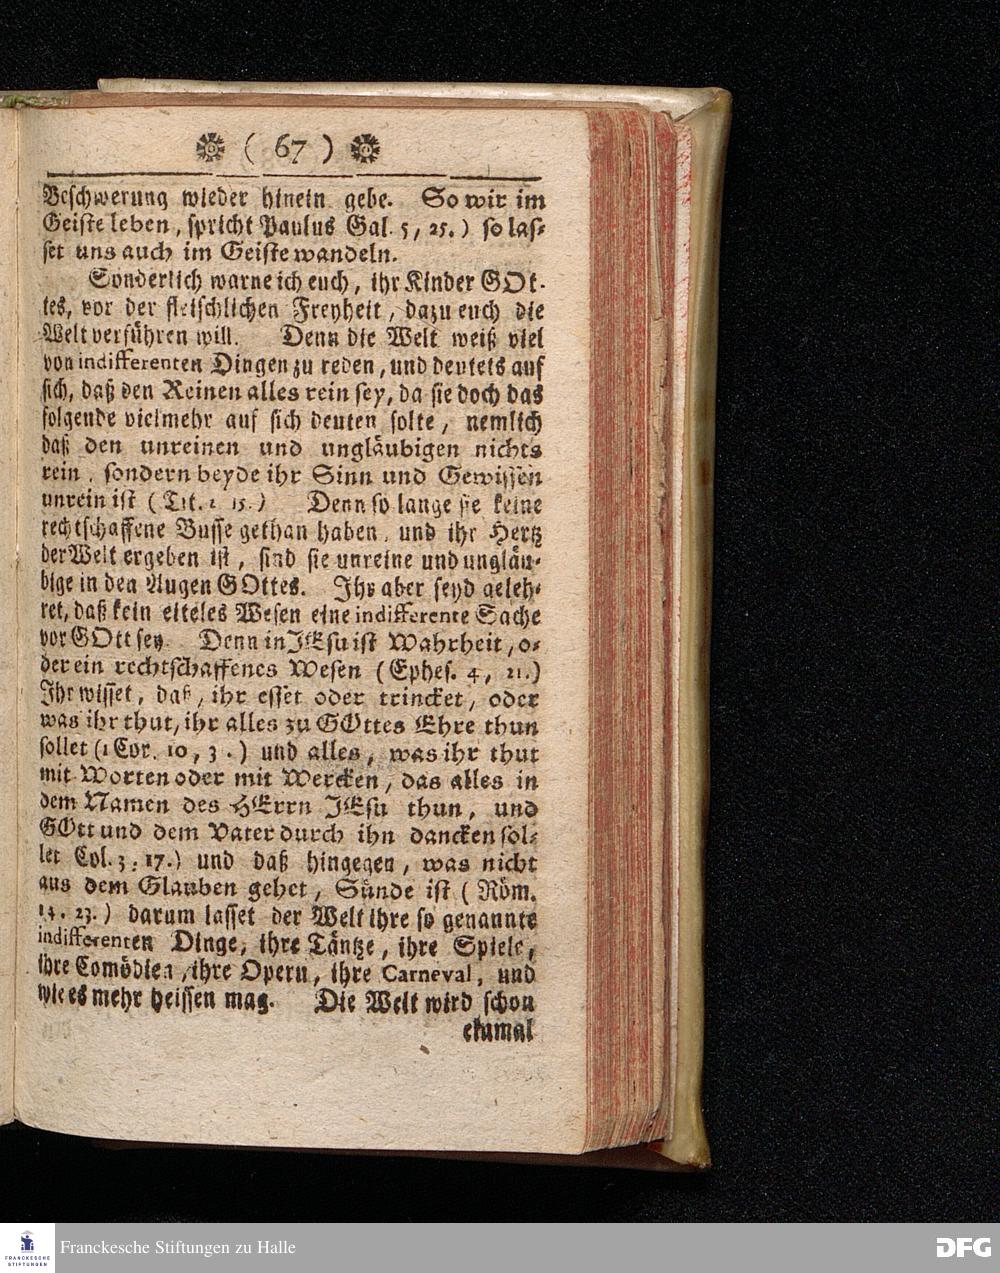 ( 67 )
Beschwerung wieder hinein gebe. So wir im
Geiste leben, spricht Paulus Gal. 5, 25.) so las-
set uns auch im Geiste wandeln.
Sonderlich warne ich euch, ihr Kinder GOt-
tes, vor der fleischlichen Freyheit, dazu euch die
Welt verführen will. Denn die Welt weiß viel
von indifferenten Dingen zu reden, und deutets auf
sich, daß den Reinen alles rein sey, da sie doch das
folgende vielmehr auf sich deuten solte, nemlich
daß den unreinen und ungläubigen nichts
rein, sondern beyde ihr Sinn und Gewissen
unrein ist (Tit. 1 15.) Denn so lange sie keine
rechtschaffene Busse gethan haben, und ihr Hertz
der Welt ergeben ist, sind sie unreine und ungläu-
bige in den Augen GOttes. Ihr aber seyd geleh-
ret, daß kein eiteles Wesen eine indifferente Sache
vor GOtt sey. Denn in JEsu ist Wahrheit, o-
der ein rechtschaffenes Wesen (Ephes. 4, 21.)
Ihr wisset, daß, ihr esset oder trincket, oder
was ihr thut, ihr alles zu GOttes Ehre thun
sollet (1 Cor. 10, 3 .) und alles, was ihr thut
mit Worten oder mit Wercken, das alles in
dem Namen des HErrn JEsu thun, und
GOtt und dem Vater durch ihn dancken sol-
let Col. 3, 17.) und daß hingegen, was nicht
aus dem Glauben gehet, Sünde ist (Röm.
14. 23.) darum lasset der Welt ihre so genannte
indifferenten Dinge, ihre Täntze, ihre Spiele,
ihre Comödien, ihre Opern, ihre Carneval, und
wie es mehr heissen mag. Die Welt wird schon
einmal
FRANCKESCHE
STIFTUNGEN
Franckesche Stiftungen zu Halle
DFG